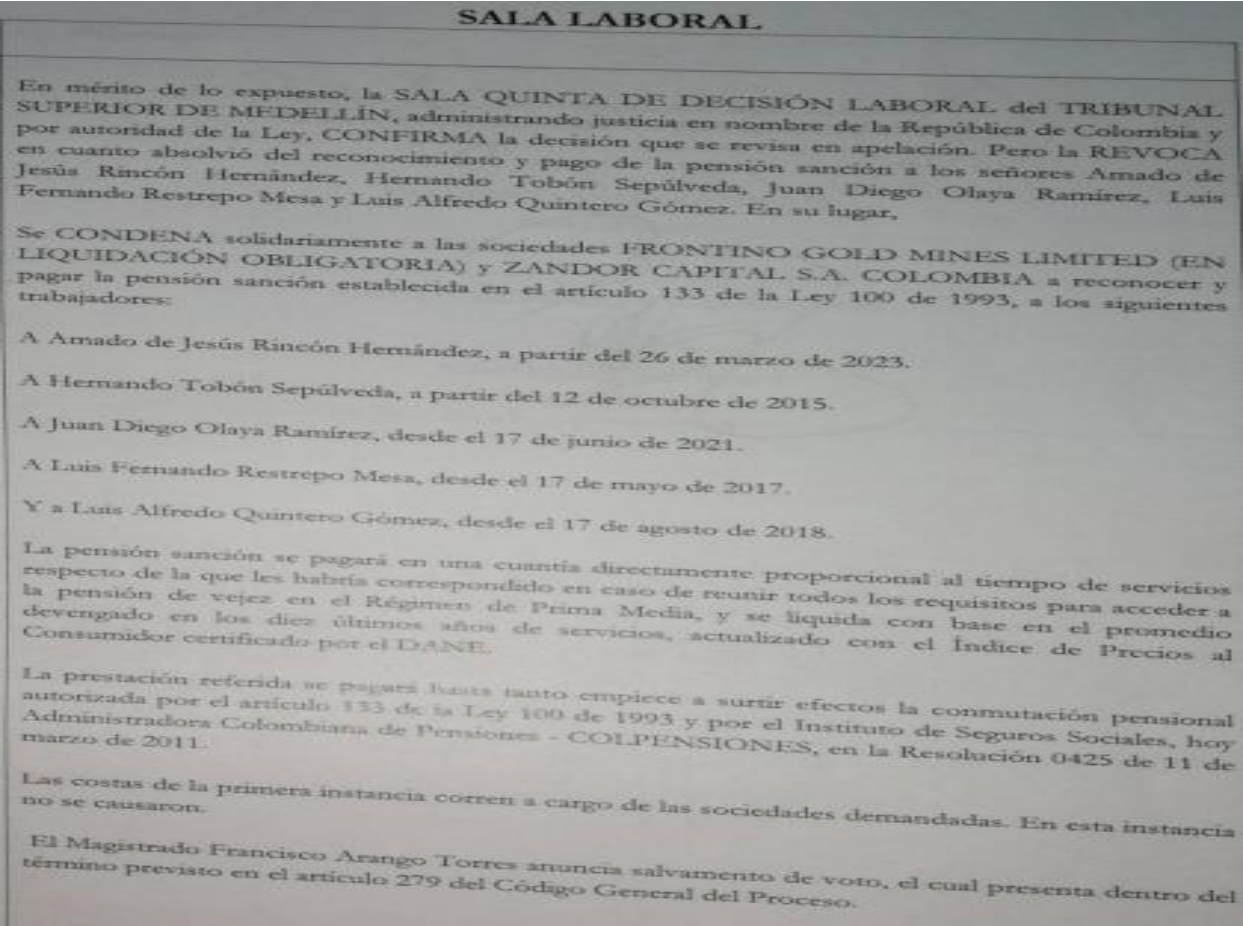 SALA LABORAL
En mérito de lo expuesto, la SALA QUINTA DE DECISIÓN LABORAL del TRIBUNAL
SUPERIOR DE MEDELLÍN, administrando justicia en nombre de la República de Colombia y
por autoridad de la Ley, CONFIRMA la decisión que se revisa en apelación. Pero la REVOCA
en cuanto absolvió del reconocimiento y pago de la pensión sanción a los señores Amado de
Jesús Rincón Hernández, Hernando Tobón Sepúlveda, Juan Diego Olaya Ramírez, Luis
Fernando Restrepo Mesa y Luis Alfredo Quintero Gómez. En su lugar,
Se CONDENA solidariamente a las sociedades FRONTINO GOLD MINES LIMITED (EN
LIQUIDACIÓN OBLIGATORIA) y ZANDOR CAPITAL S.A. COLOMBIA a reconocer y
pagar la pensión sanción establecida en el artículo 133 de la Ley 100 de 1993, a los siguientes
trabajadores:
A Amado de Jesús Rincón Hernández, a partir del 26 de marzo de 2023.
A Hernando Tobón Sepúlveda, a partir del 12 de octubre de 2015.
A Juan Diego Olaya Ramírez, desde el 17 de junio de 2021.
A Luis Fernando Restrepo Mesa, desde el 17 de mayo de 2017.
Y a Luis Alfredo Quintero Gómez, desde el 17 de agosto de 2018.
La pensión sanción se pagará en una cuantía directamente proporcional al tiempo de servicios
respecto de la que les habría correspondido en caso de reunir todos los requisitos para acceder a
la pensión de vejez en el Régimen de Prima Media, y se liquida con base en el promedio
devengado en los diez últimos años de servicios, actualizado con el Índice de Precios al
Consumidor certificado por el DANE.
La prestación referida se pagará hasta tanto empiece a surtir efectos la conmutación pensional
autorizada por el artículo 133 de la Ley 100 de 1993 y por el Instituto de Seguros Sociales, hoy
Administradora Colombiana de Pensiones - COLPENSIONES, en la Resolución 0425 de 11 de
marzo de 2011.
Las costas de la primera instancia corren a cargo de las sociedades demandadas. En esta instancia
no se causaron.
El Magistrado Francisco Arango Torres anuncia salvamento de voto, el cual presenta dentro del
término previsto en el artículo 279 del Código General del Proceso.